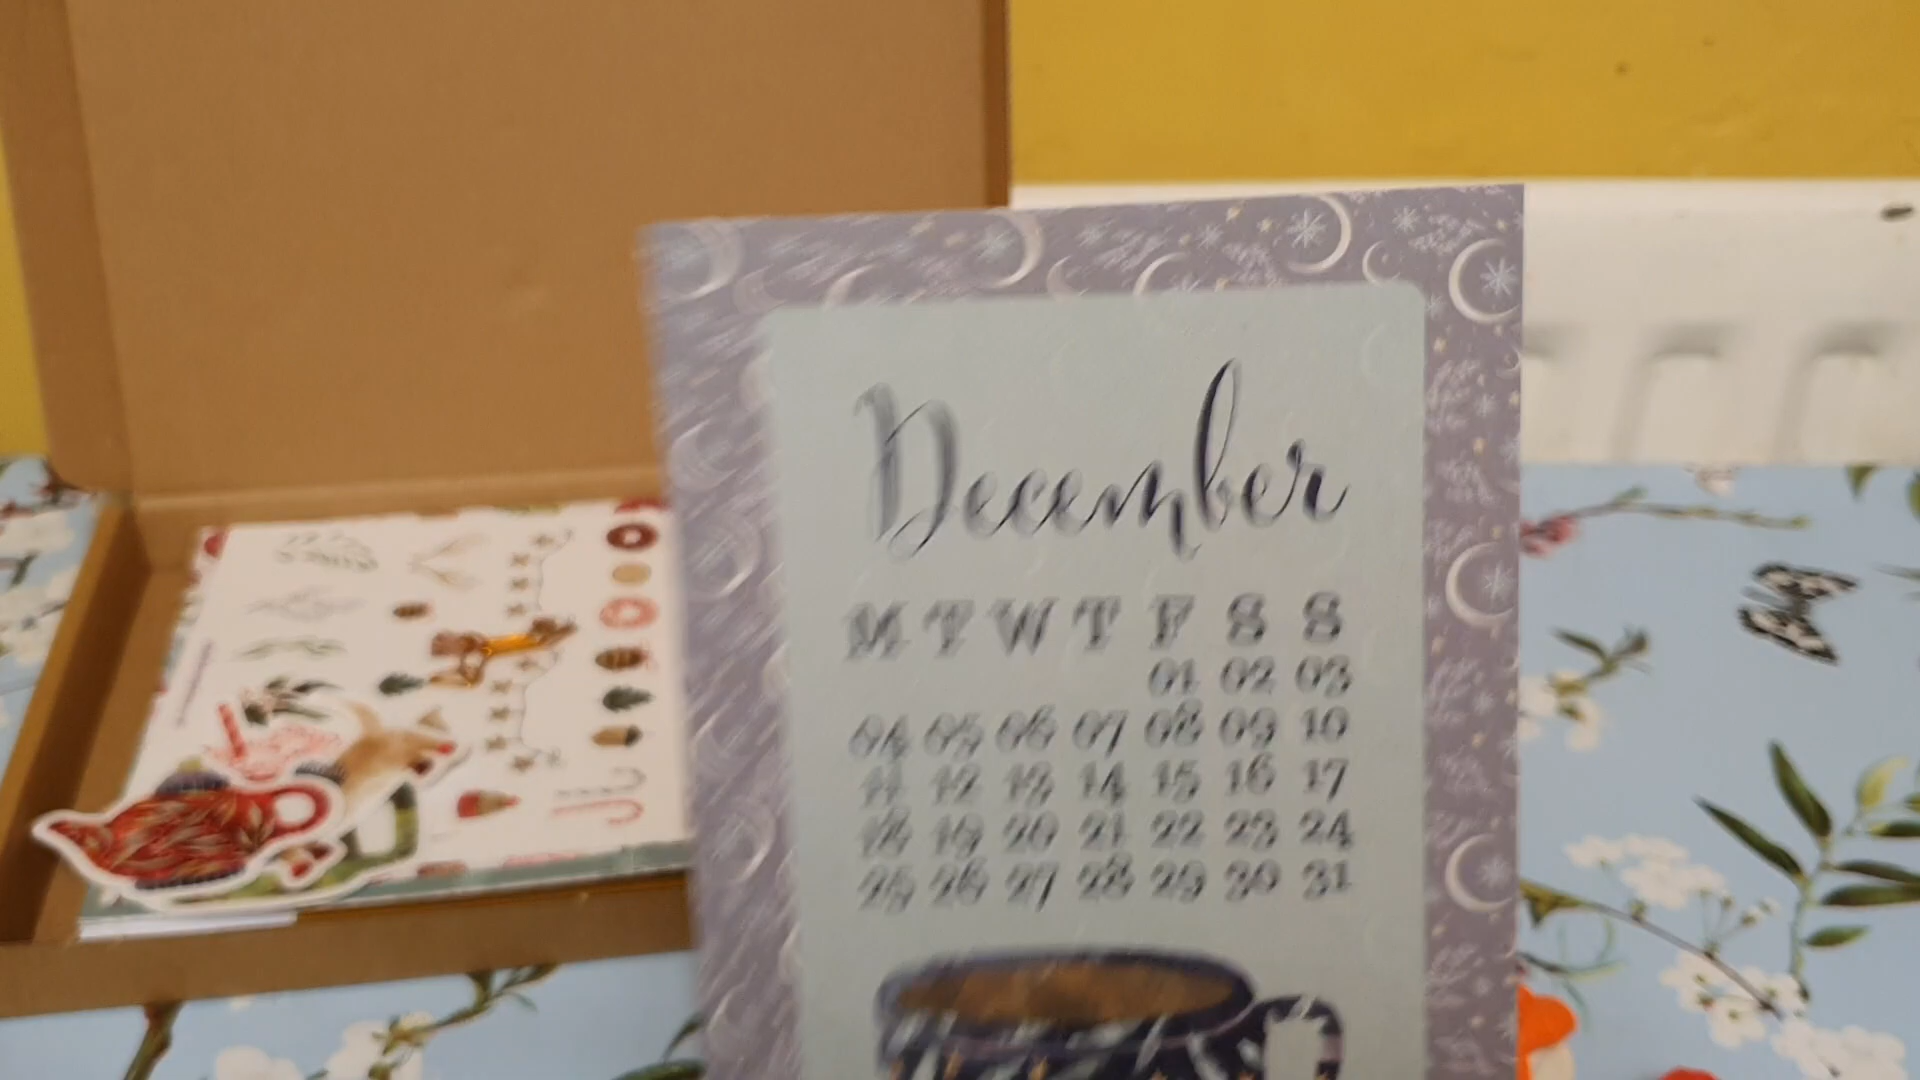 December
M T W T F S S
01 02 03
04 05 06 07 08 09 10
11 12 13 14 15 16 17
18 19 20 21 22 23 24
25 26 27 28 29 30 31